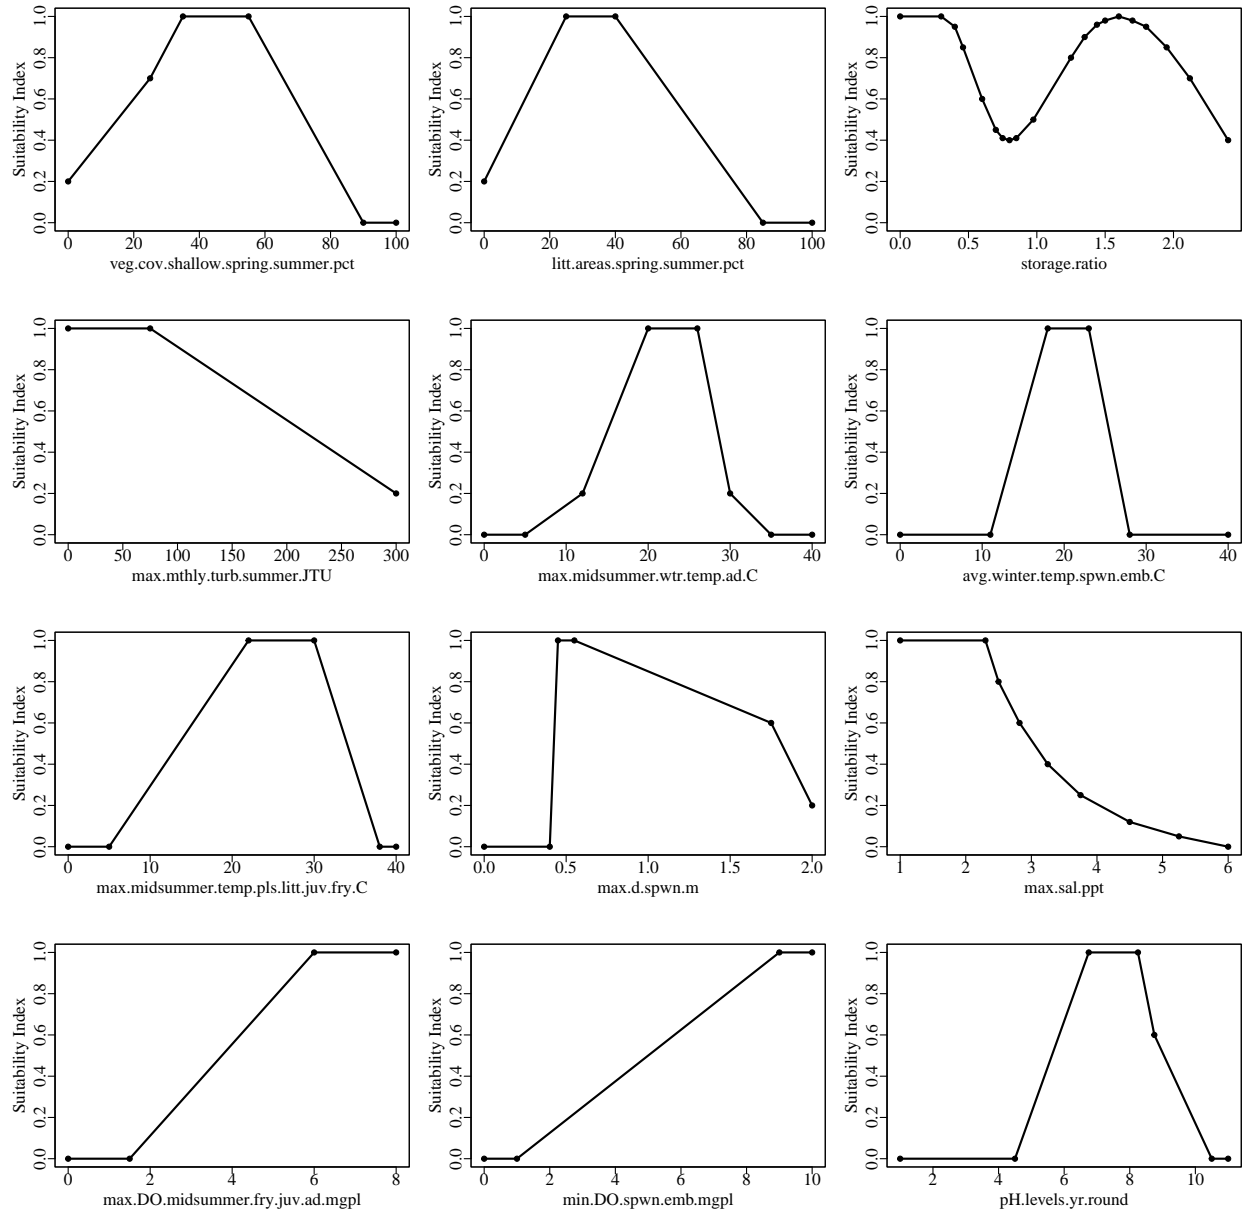 Suitability Index
0.0 0.2 0.4 0.6 0.8 1.0
0 20 40 60 80 100
veg.cov.shallow.spring.summer.pct
Suitability Index
0.0 0.2 0.4 0.6 0.8 1.0
0 20 40 60 80 100
litt.areas.spring.summer.pct
Suitability Index
0.0 0.2 0.4 0.6 0.8 1.0
0.0 0.5 1.0 1.5 2.0
storage.ratio
Suitability Index
0.0 0.2 0.4 0.6 0.8 1.0
0 50 100 150 200 250 300
max.mthly.turb.summer.JTU
Suitability Index
0.0 0.2 0.4 0.6 0.8 1.0
0 10 20 30 40
max.midsummer.wtr.temp.ad.C
Suitability Index
0.0 0.2 0.4 0.6 0.8 1.0
0 10 20 30 40
avg.winter.temp.spwn.emb.C
Suitability Index
0.0 0.2 0.4 0.6 0.8 1.0
0 10 20 30 40
max.midsummer.temp.pls.litt.juv.fry.C
Suitability Index
0.0 0.2 0.4 0.6 0.8 1.0
0.0 0.5 1.0 1.5 2.0
max.d.spwn.m
Suitability Index
0.0 0.2 0.4 0.6 0.8 1.0
1 2 3 4 5 6
max.sal.ppt
Suitability Index
0.0 0.2 0.4 0.6 0.8 1.0
0 2 4 6 8
max.DO.midsummer.fry.juv.ad.mgpl
Suitability Index
0.0 0.2 0.4 0.6 0.8 1.0
0 2 4 6 8 10
min.DO.spwn.emb.mgpl
Suitability Index
0.0 0.2 0.4 0.6 0.8 1.0
2 4 6 8 10
pH.levels.yr.round